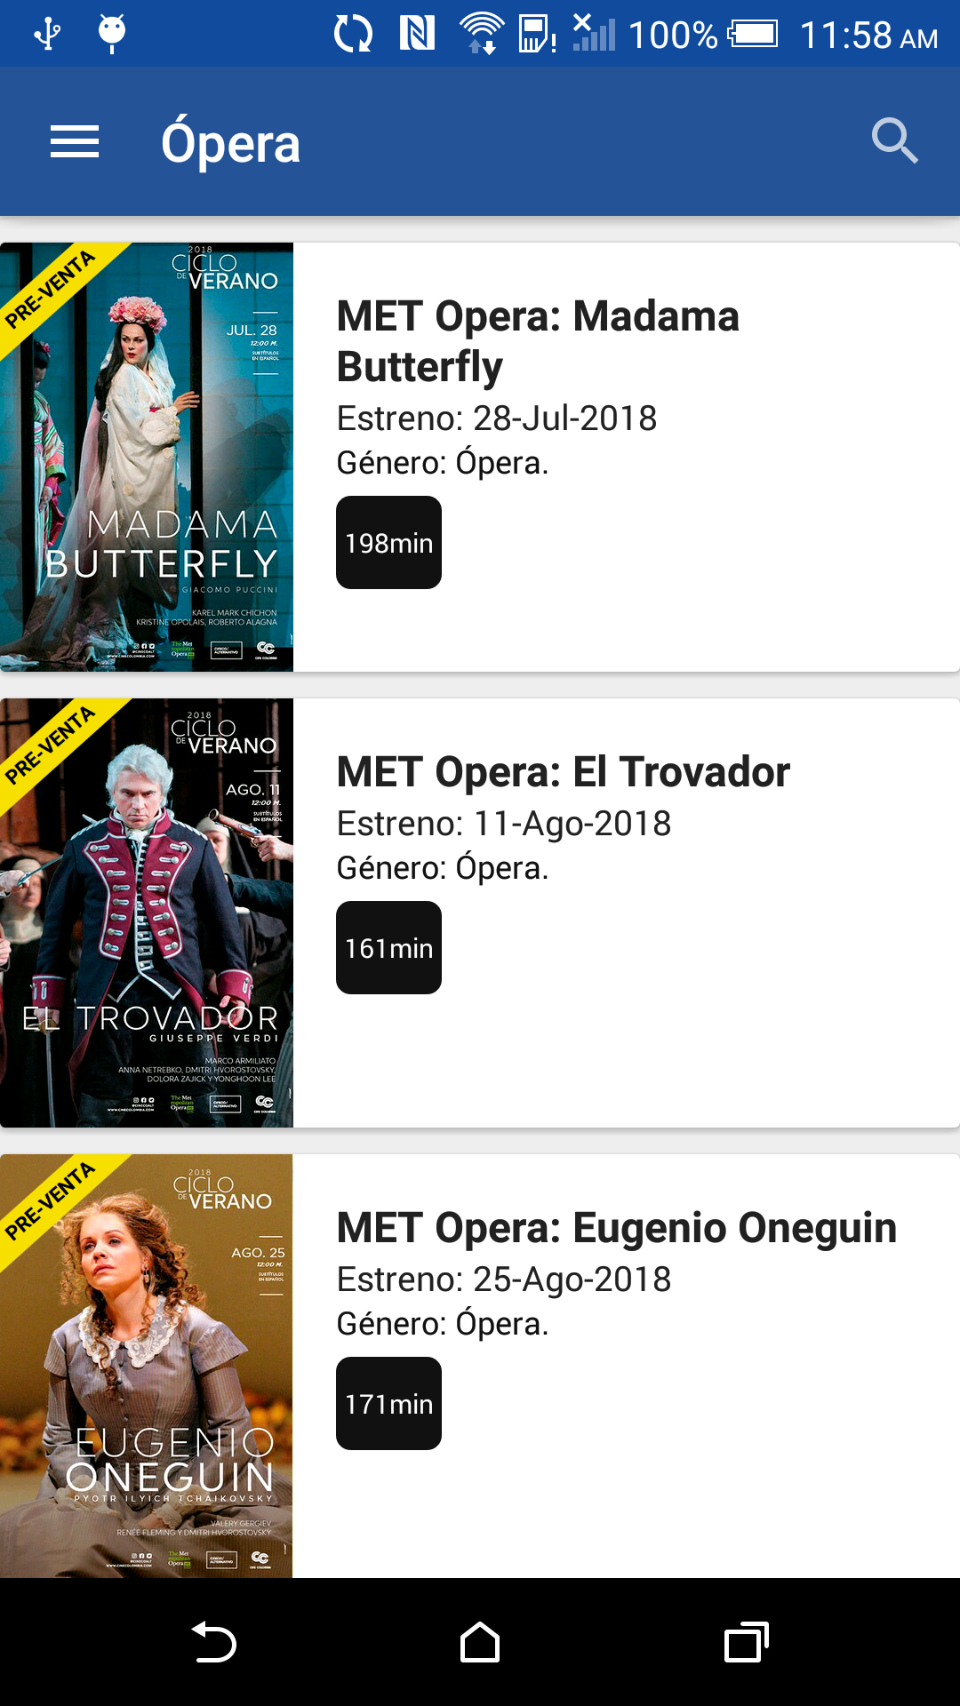 100% 11:58 AM
Ópera
PRE-VENTA
2018
CICLO
DE VERANO
JUL. 28
12:00 M.
SUBTÍTULOS
EN ESPAÑOL
MADAMA
BUTTERFLY
GIACOMO PUCCINI
KAREL MARK CHICHON
KRISTINE OPOLAIS, ROBERTO ALAGNA
MET Opera: Madama
Butterfly
Estreno: 28-Jul-2018
Género: Ópera.
198min
PRE-VENTA
2018
CICLO
DE VERANO
AGO. 11
12:00 M.
SUBTÍTULOS
EN ESPAÑOL
EL TROVADOR
GIUSEPPE VERDI
MARCO ARMILIATO
ANNA NETREBKO, DMITRI HVOROSTOVSKY,
DOLORA ZAJICK Y YONGHOON LEE
MET Opera: El Trovador
Estreno: 11-Ago-2018
Género: Ópera.
161min
PRE-VENTA
2018
CICLO
DE VERANO
AGO. 25
12:00 M.
SUBTÍTULOS
EN ESPAÑOL
EUGENIO
ONEGUIN
PYOTR ILYICH TCHAIKOVSKY
VALERY GERGIEV
RENÉE FLEMING Y DMITRI HVOROSTOVSKY
MET Opera: Eugenio Oneguin
Estreno: 25-Ago-2018
Género: Ópera.
171min